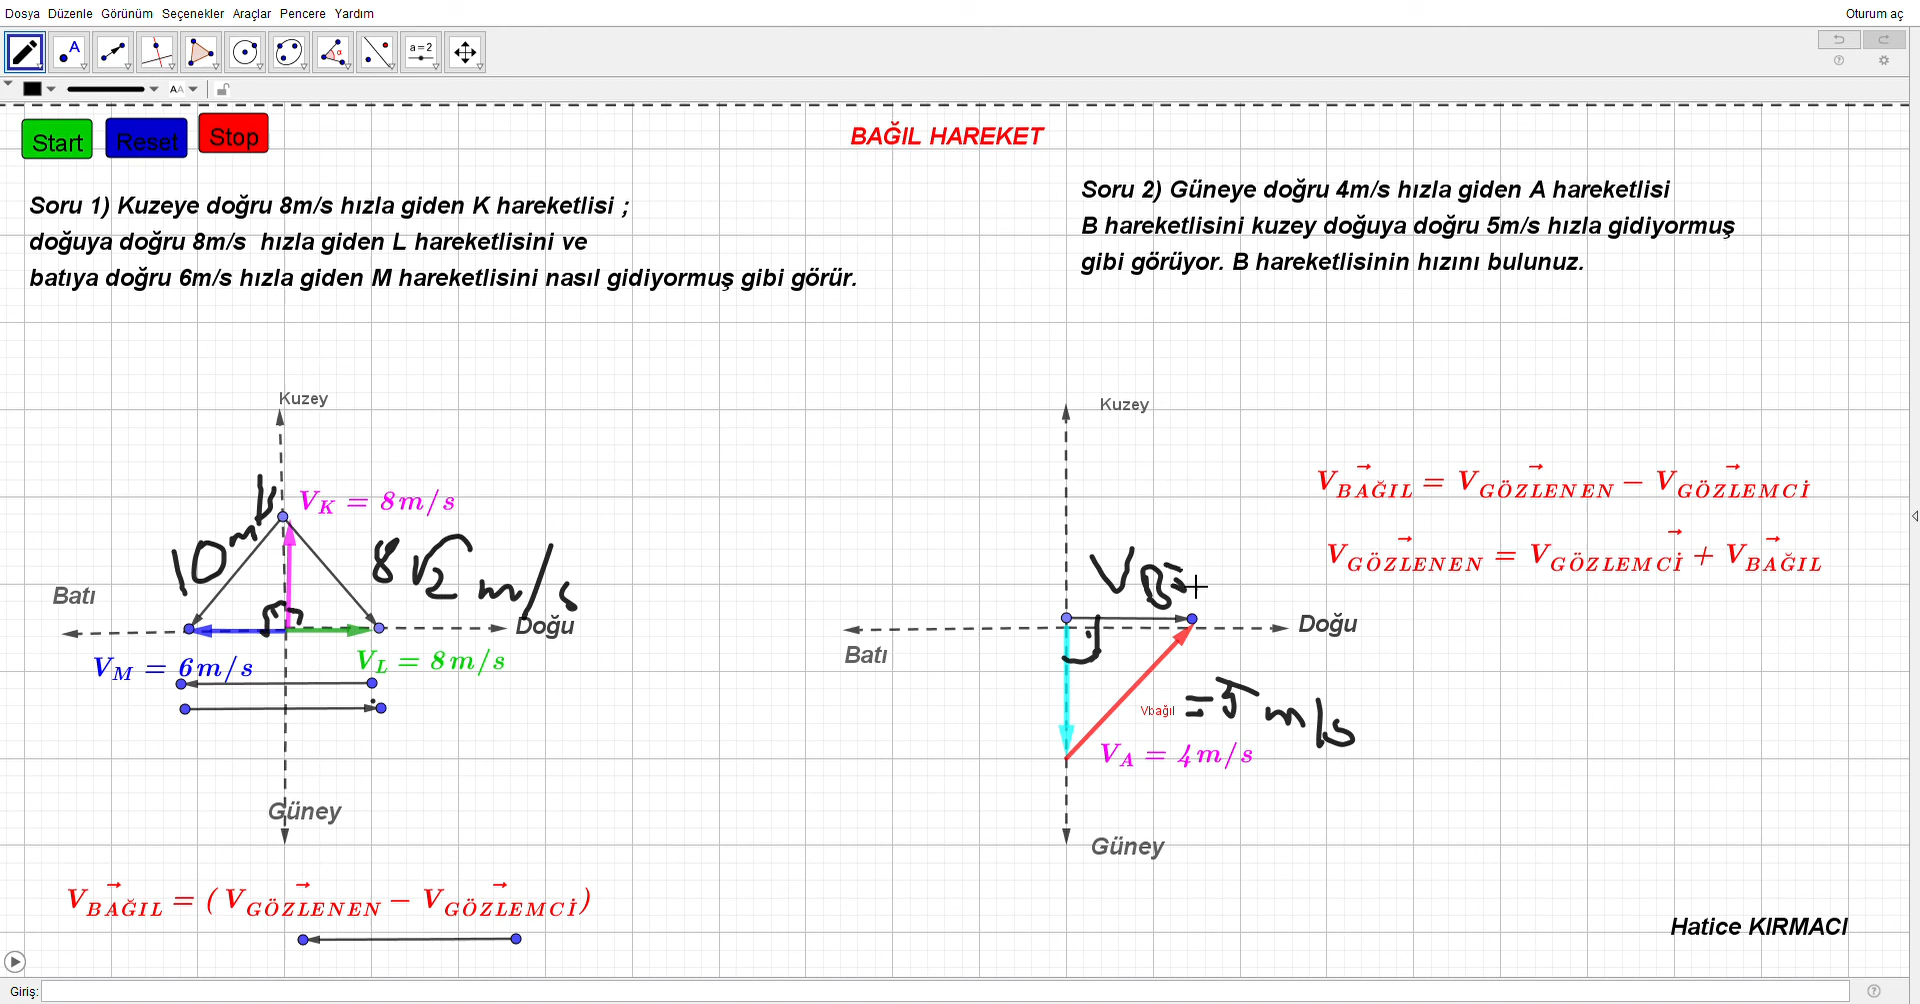 Dosya Düzenle Görünüm Seçenekler Araçlar Pencere Yardım
Oturum aç
A
α
a=2
AA
Start
Reset
Stop
BAĞIL HAREKET
Soru 1) Kuzeye doğru 8m/s hızla giden K hareketlisi ;
doğuya doğru 8m/s hızla giden L hareketlisini ve
batıya doğru 6m/s hızla giden M hareketlisini nasıl gidiyormuş gibi görür.
Soru 2) Güneye doğru 4m/s hızla giden A hareketlisi
B hareketlisini kuzey doğuya doğru 5m/s hızla gidiyormuş
gibi görüyor. B hareketlisinin hızını bulunuz.
Kuzey
V_K = 8m/s
10 m
8√2 m/s
Batı
Doğu
V_M = 6m/s
V_L = 8m/s
Güney
V_BAĞIL = ( V_GÖZLENEN − V_GÖZLEMCİ )
Kuzey
V_BAĞIL = V_GÖZLENEN − V_GÖZLEMCİ
V_GÖZLENEN = V_GÖZLEMCİ + V_BAĞIL
V_B =
Doğu
Batı
Vbağıl = 5 m/s
V_A = 4m/s
Güney
Hatice KIRMACI
Giriş: